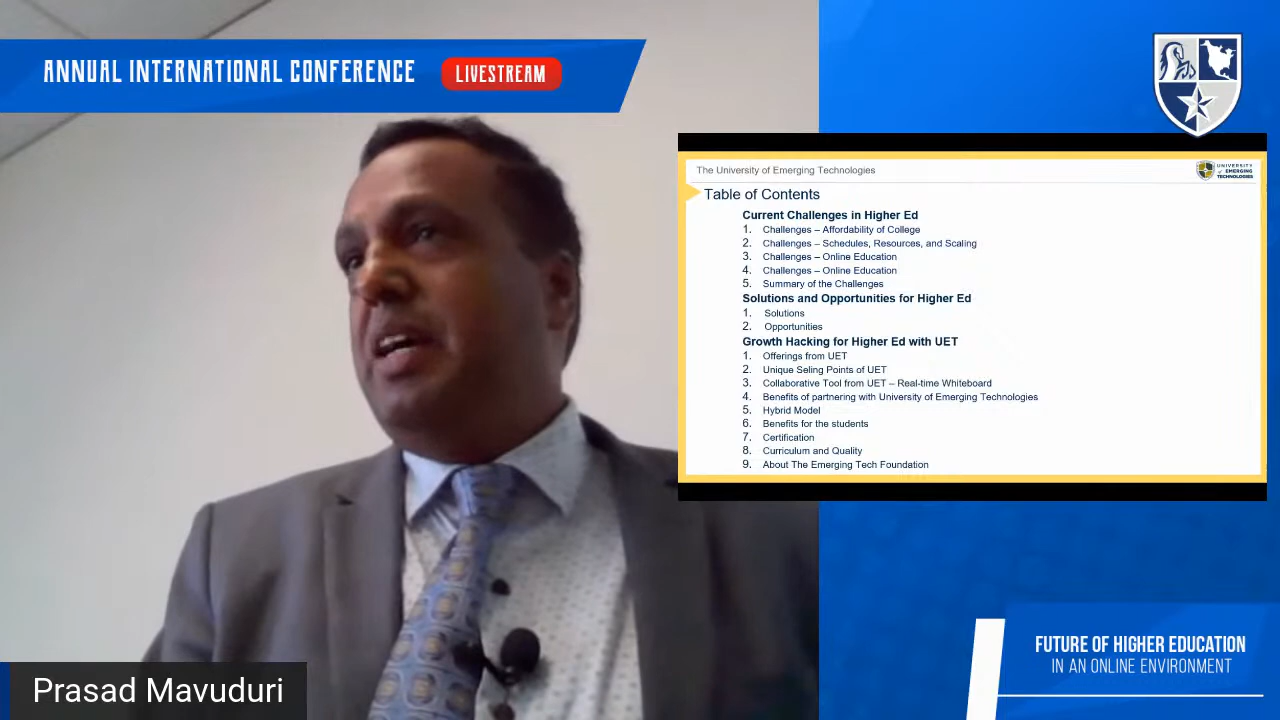 ANNUAL INTERNATIONAL CONFERENCE
LIVESTREAM
The University of Emerging Technologies
UNIVERSITY
of EMERGING
TECHNOLOGIES
Table of Contents
Current Challenges in Higher Ed
1. Challenges – Affordability of College
2. Challenges – Schedules, Resources, and Scaling
3. Challenges – Online Education
4. Challenges – Online Education
5. Summary of the Challenges
Solutions and Opportunities for Higher Ed
1. Solutions
2. Opportunities
Growth Hacking for Higher Ed with UET
1. Offerings from UET
2. Unique Seling Points of UET
3. Collaborative Tool from UET – Real-time Whiteboard
4. Benefits of partnering with University of Emerging Technologies
5. Hybrid Model
6. Benefits for the students
7. Certification
8. Curriculum and Quality
9. About The Emerging Tech Foundation
FUTURE OF HIGHER EDUCATION
IN AN ONLINE ENVIRONMENT
Prasad Mavuduri